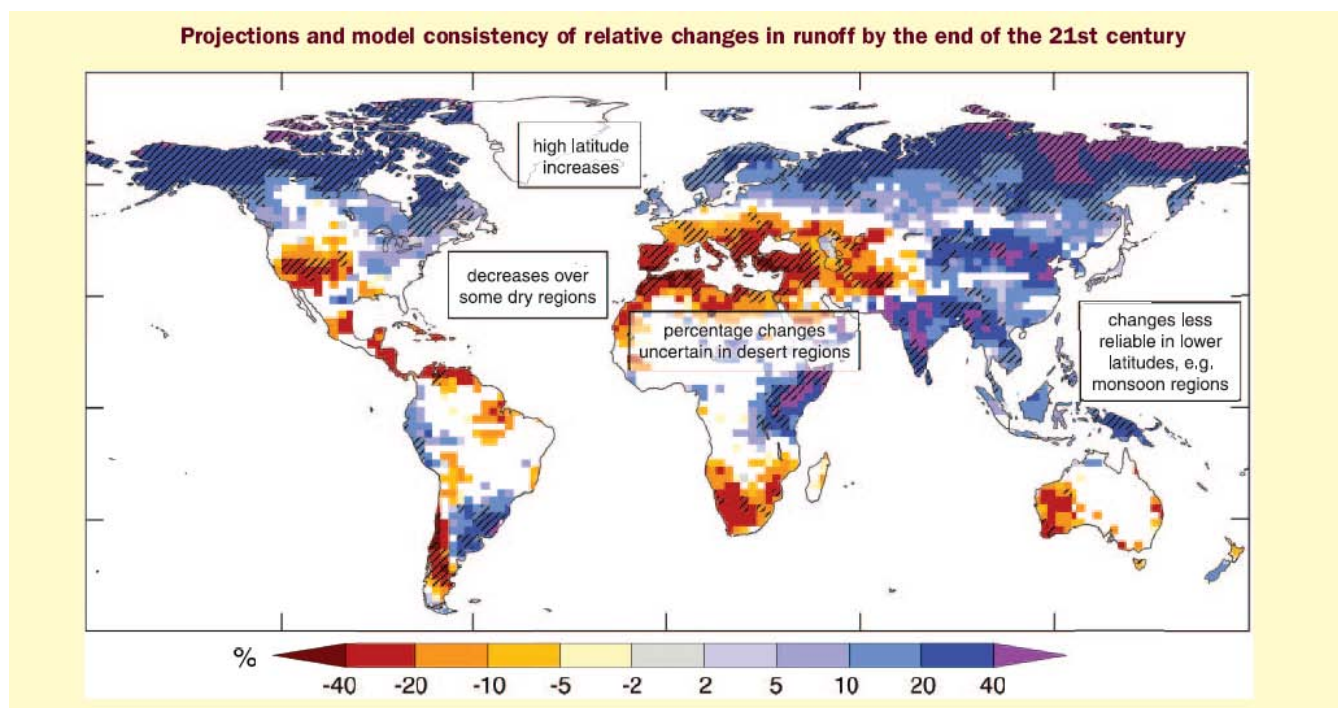 Projections and model consistency of relative changes in runoff by the end of the 21st century
high latitude
increases
decreases over
some dry regions
percentage changes
uncertain in desert regions
changes less
reliable in lower
latitudes, e.g.
monsoon regions
%
-40 -20 -10 -5 -2 2 5 10 20 40